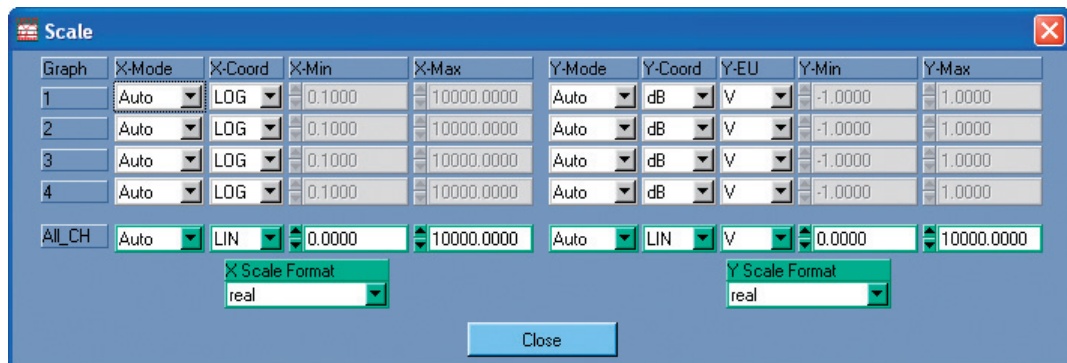 Scale
Graph X-Mode X-Coord X-Min X-Max Y-Mode Y-Coord Y-EU Y-Min Y-Max
1 Auto LOG 0.1000 10000.0000 Auto dB V -1.0000 1.0000
2 Auto LOG 0.1000 10000.0000 Auto dB V -1.0000 1.0000
3 Auto LOG 0.1000 10000.0000 Auto dB V -1.0000 1.0000
4 Auto LOG 0.1000 10000.0000 Auto dB V -1.0000 1.0000
All_CH Auto LIN 0.0000 10000.0000 Auto LIN V 0.0000 10000.0000
X Scale Format Y Scale Format
real real
Close